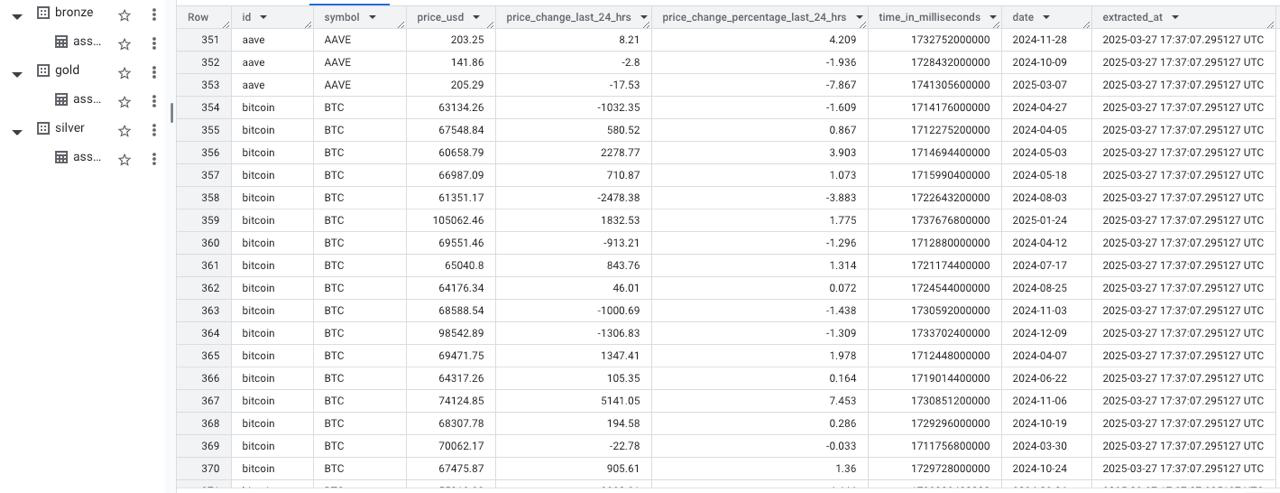 bronze
ass...
gold
ass...
silver
ass...
Row id symbol price_usd price_change_last_24_hrs price_change_percentage_last_24_hrs time_in_milliseconds date extracted_at
351 aave AAVE 203.25 8.21 4.209 1732752000000 2024-11-28 2025-03-27 17:37:07.295127 UTC
352 aave AAVE 141.86 -2.8 -1.936 1728432000000 2024-10-09 2025-03-27 17:37:07.295127 UTC
353 aave AAVE 205.29 -17.53 -7.867 1741305600000 2025-03-07 2025-03-27 17:37:07.295127 UTC
354 bitcoin BTC 63134.26 -1032.35 -1.609 1714176000000 2024-04-27 2025-03-27 17:37:07.295127 UTC
355 bitcoin BTC 67548.84 580.52 0.867 1712275200000 2024-04-05 2025-03-27 17:37:07.295127 UTC
356 bitcoin BTC 60658.79 2278.77 3.903 1714694400000 2024-05-03 2025-03-27 17:37:07.295127 UTC
357 bitcoin BTC 66987.09 710.87 1.073 1715990400000 2024-05-18 2025-03-27 17:37:07.295127 UTC
358 bitcoin BTC 61351.17 -2478.38 -3.883 1722643200000 2024-08-03 2025-03-27 17:37:07.295127 UTC
359 bitcoin BTC 105062.46 1832.53 1.775 1737676800000 2025-01-24 2025-03-27 17:37:07.295127 UTC
360 bitcoin BTC 69551.46 -913.21 -1.296 1712880000000 2024-04-12 2025-03-27 17:37:07.295127 UTC
361 bitcoin BTC 65040.8 843.76 1.314 1721174400000 2024-07-17 2025-03-27 17:37:07.295127 UTC
362 bitcoin BTC 64176.34 46.01 0.072 1724544000000 2024-08-25 2025-03-27 17:37:07.295127 UTC
363 bitcoin BTC 68588.54 -1000.69 -1.438 1730592000000 2024-11-03 2025-03-27 17:37:07.295127 UTC
364 bitcoin BTC 98542.89 -1306.83 -1.309 1733702400000 2024-12-09 2025-03-27 17:37:07.295127 UTC
365 bitcoin BTC 69471.75 1347.41 1.978 1712448000000 2024-04-07 2025-03-27 17:37:07.295127 UTC
366 bitcoin BTC 64317.26 105.35 0.164 1719014400000 2024-06-22 2025-03-27 17:37:07.295127 UTC
367 bitcoin BTC 74124.85 5141.05 7.453 1730851200000 2024-11-06 2025-03-27 17:37:07.295127 UTC
368 bitcoin BTC 68307.78 194.58 0.286 1729296000000 2024-10-19 2025-03-27 17:37:07.295127 UTC
369 bitcoin BTC 70062.17 -22.78 -0.033 1711756800000 2024-03-30 2025-03-27 17:37:07.295127 UTC
370 bitcoin BTC 67475.87 905.61 1.36 1729728000000 2024-10-24 2025-03-27 17:37:07.295127 UTC